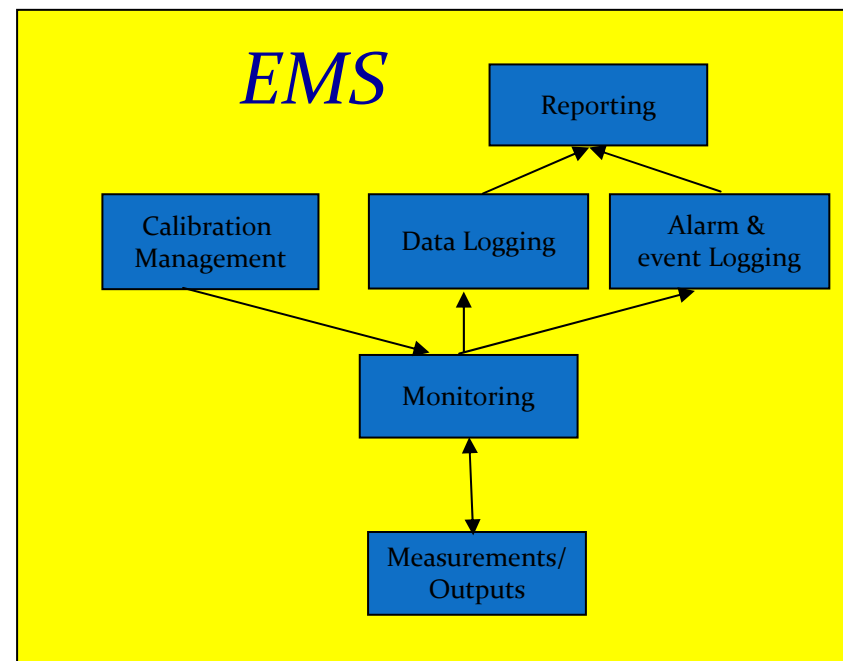 EMS
Reporting
Calibration
Management
Data Logging
Alarm &
event Logging
Monitoring
Measurements/
Outputs